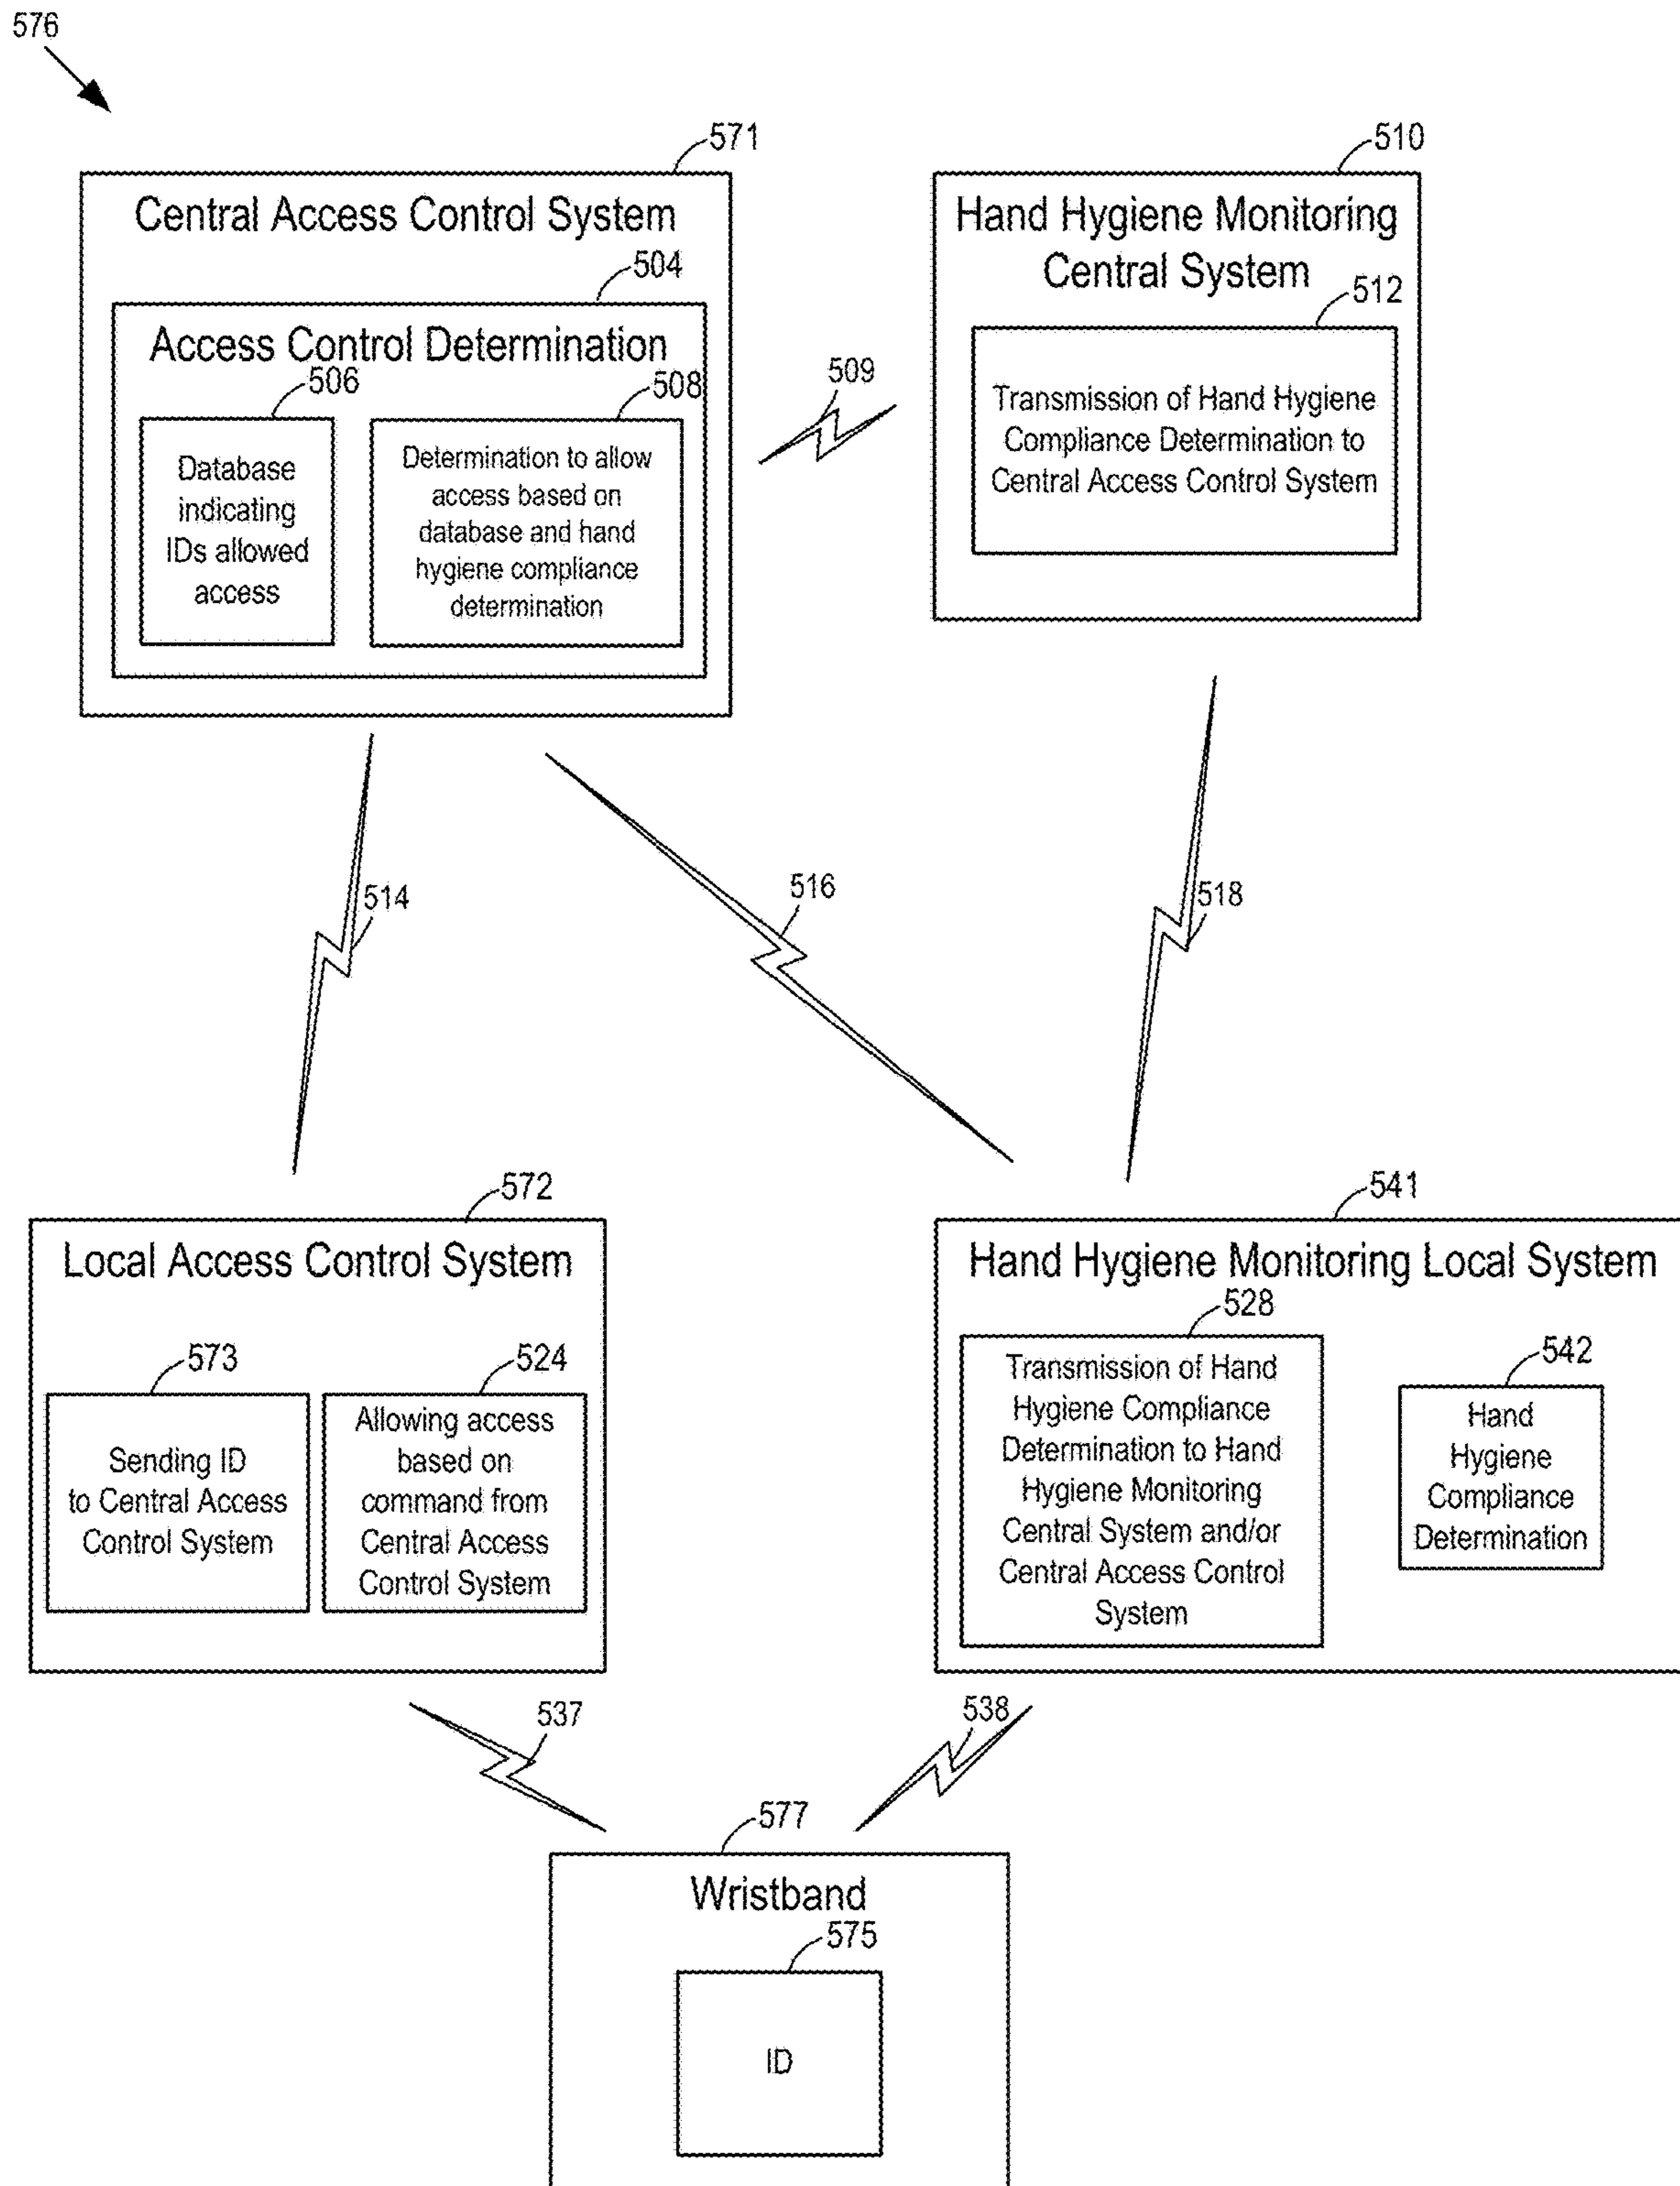 576
571
Central Access Control System
504
Access Control Determination
506
508
Database
indicating
IDs allowed
access
Determination to allow
access based on
database and hand
hygiene compliance
determination
509
510
Hand Hygiene Monitoring
Central System
512
Transmission of Hand Hygiene
Compliance Determination to
Central Access Control System
514
516
518
572
Local Access Control System
573
524
Sending ID
to Central Access
Control System
Allowing access
based on
command from
Central Access
Control System
541
Hand Hygiene Monitoring Local System
528
542
Transmission of Hand
Hygiene Compliance
Determination to Hand
Hygiene Monitoring
Central System and/or
Central Access Control
System
Hand
Hygiene
Compliance
Determination
537
538
577
Wristband
575
ID